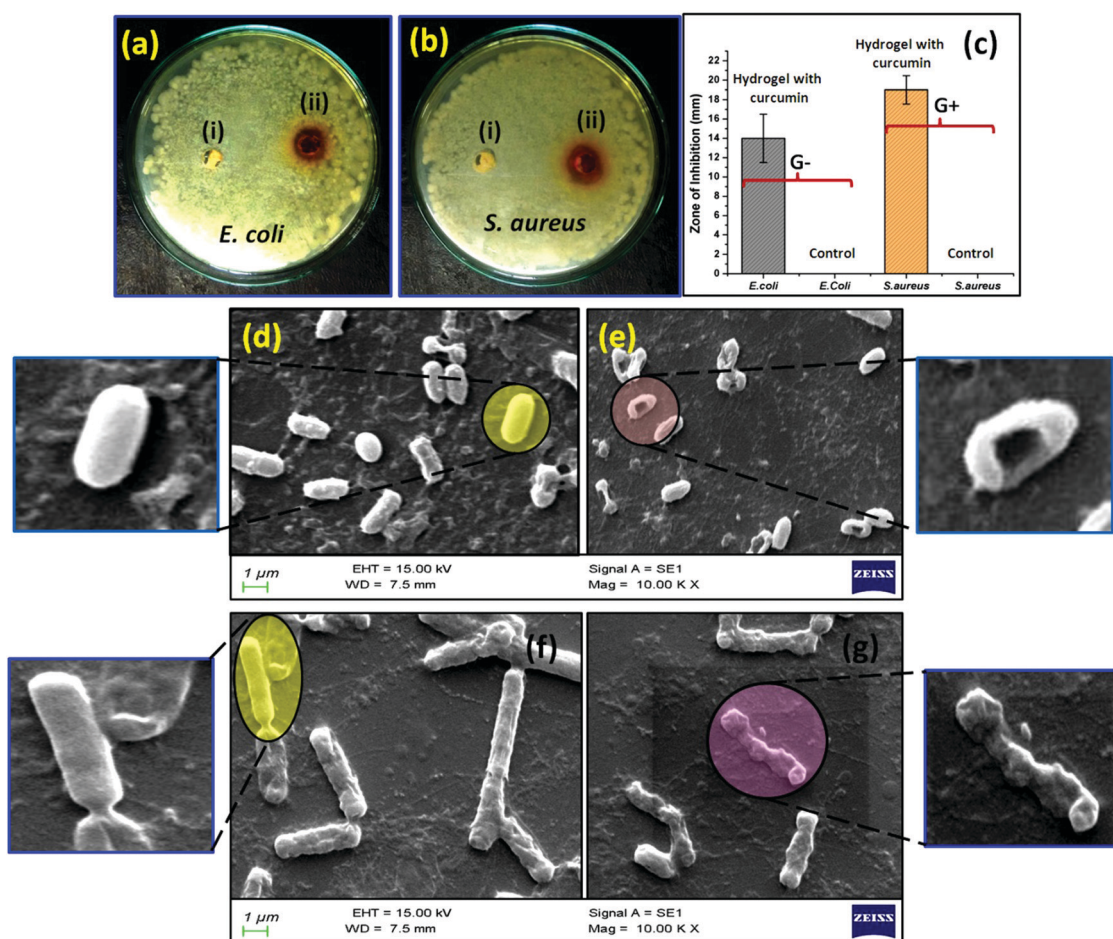 (a)
(i)
(ii)
E. coli
(b)
(i)
(ii)
S. aureus
(c)
Hydrogel with
curcumin
Hydrogel with
curcumin
G+
G-
Control
Control
Zone of Inhibition (mm)
22
20
18
16
14
12
10
8
6
4
2
0
E.coli
E.Coli
S.aureus
S.aureus
(d)
(e)
1 µm
EHT = 15.00 kV
WD = 7.5 mm
Signal A = SE1
Mag = 10.00 K X
ZEISS
(f)
(g)
1 µm
EHT = 15.00 kV
WD = 7.5 mm
Signal A = SE1
Mag = 10.00 K X
ZEISS